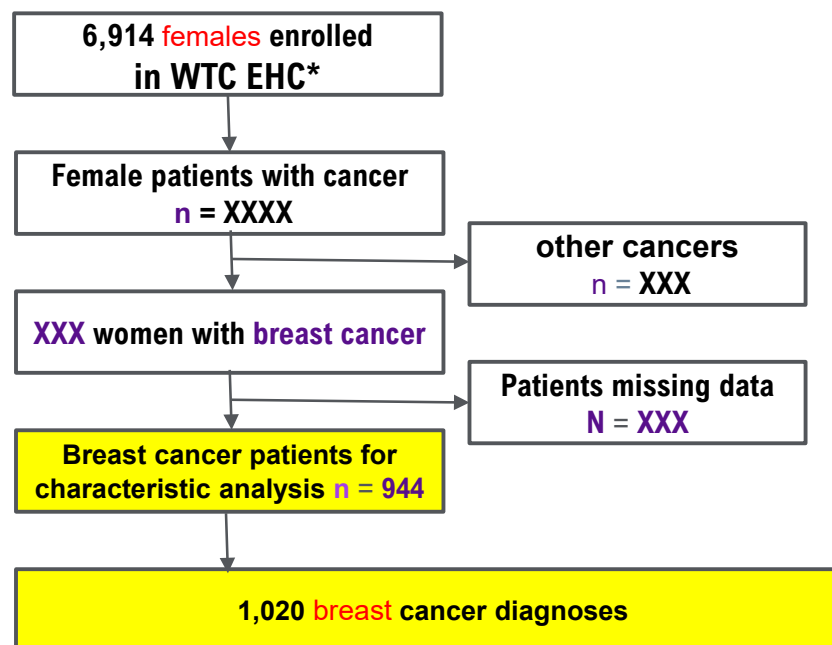 6,914 females enrolled
in WTC EHC*
Female patients with cancer
n = XXXX
other cancers
n = XXX
XXX women with breast cancer
Patients missing data
N = XXX
Breast cancer patients for
characteristic analysis n = 944
1,020 breast cancer diagnoses